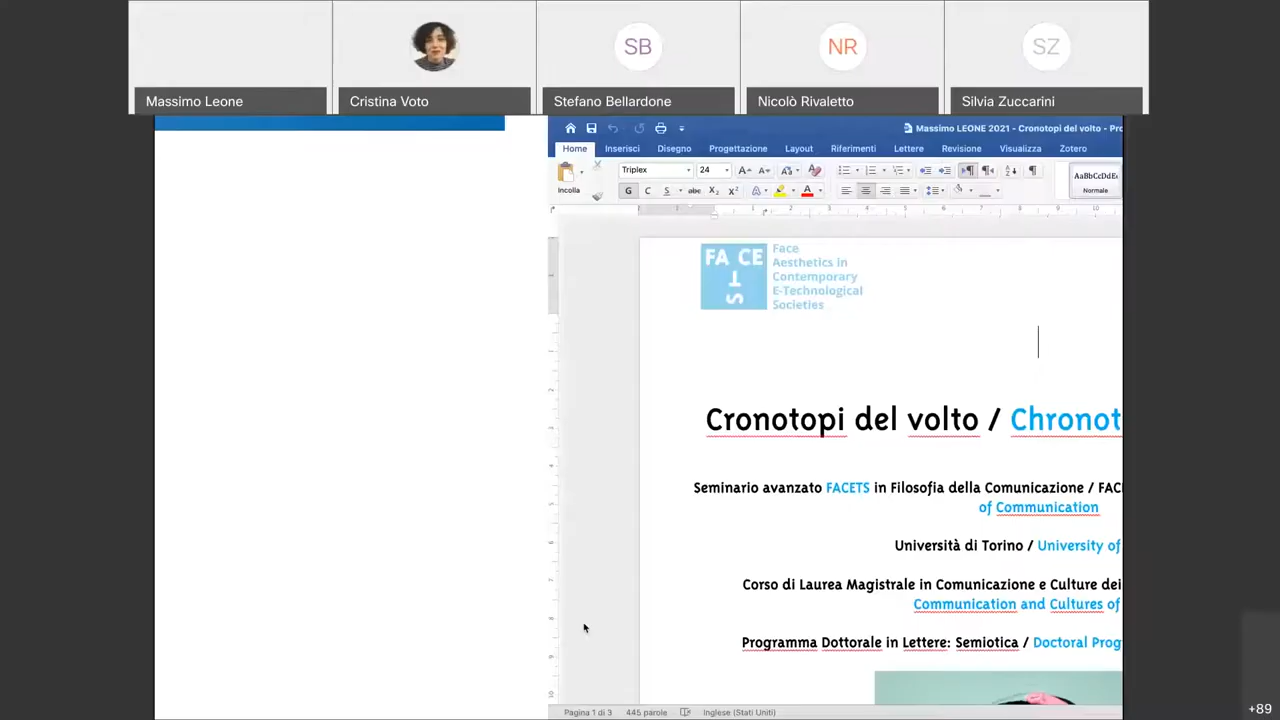 SB
NR
SZ
Massimo Leone
Cristina Voto
Stefano Bellardone
Nicolò Rivaletto
Silvia Zuccarini
Massimo LEONE 2021 - Cronotopi del volto - Pro
Home Inserisci Disegno Progettazione Layout Riferimenti Lettere Revisione Visualizza Zotero
Incolla
Triplex 24
AaBbCcDdEe
G C S abc X₂ X²
Normale
FA CE
TS
Face
Aesthetics in
Contemporary
E-Technological
Societies
Cronotopi del volto / Chronot
Seminario avanzato FACETS in Filosofia della Comunicazione / FAC
of Communication
Università di Torino / University of
Corso di Laurea Magistrale in Comunicazione e Culture dei
Communication and Cultures of
Programma Dottorale in Lettere: Semiotica / Doctoral Prog
Pagina 1 di 3 445 parole Inglese (Stati Uniti)
+89